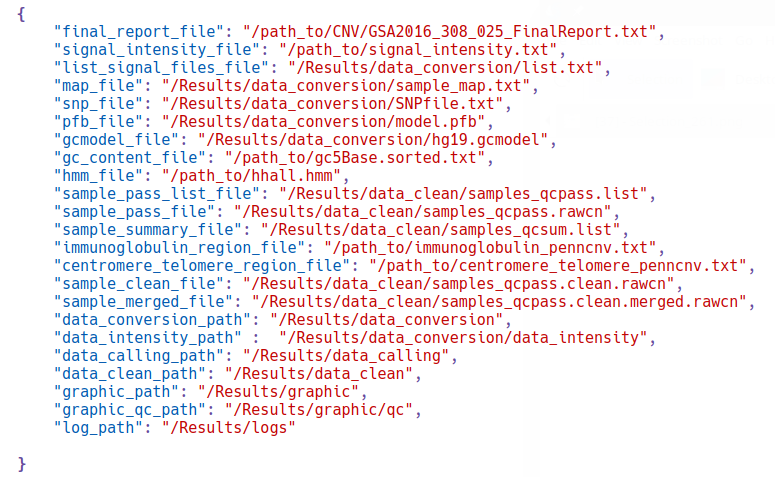 {
"final_report_file": "/path_to/CNV/GSA2016_308_025_FinalReport.txt",
"signal_intensity_file": "/path_to/signal_intensity.txt",
"list_signal_files_file": "/Results/data_conversion/list.txt",
"map_file": "/Results/data_conversion/sample_map.txt",
"snp_file": "/Results/data_conversion/SNPfile.txt",
"pfb_file": "/Results/data_conversion/model.pfb",
"gcmodel_file": "/Results/data_conversion/hg19.gcmodel",
"gc_content_file": "/path_to/gc5Base.sorted.txt",
"hmm_file": "/path_to/hhall.hmm",
"sample_pass_list_file": "/Results/data_clean/samples_qcpass.list",
"sample_pass_file": "/Results/data_clean/samples_qcpass.rawcn",
"sample_summary_file": "/Results/data_clean/samples_qcsum.list",
"immunoglobulin_region_file": "/path_to/immunoglobulin_penncnv.txt",
"centromere_telomere_region_file": "/path_to/centromere_telomere_penncnv.txt",
"sample_clean_file": "/Results/data_clean/samples_qcpass.clean.rawcn",
"sample_merged_file": "/Results/data_clean/samples_qcpass.clean.merged.rawcn",
"data_conversion_path": "/Results/data_conversion",
"data_intensity_path" :  "/Results/data_conversion/data_intensity",
"data_calling_path": "/Results/data_calling",
"data_clean_path": "/Results/data_clean",
"graphic_path": "/Results/graphic",
"graphic_qc_path": "/Results/graphic/qc",
"log_path": "/Results/logs"
}